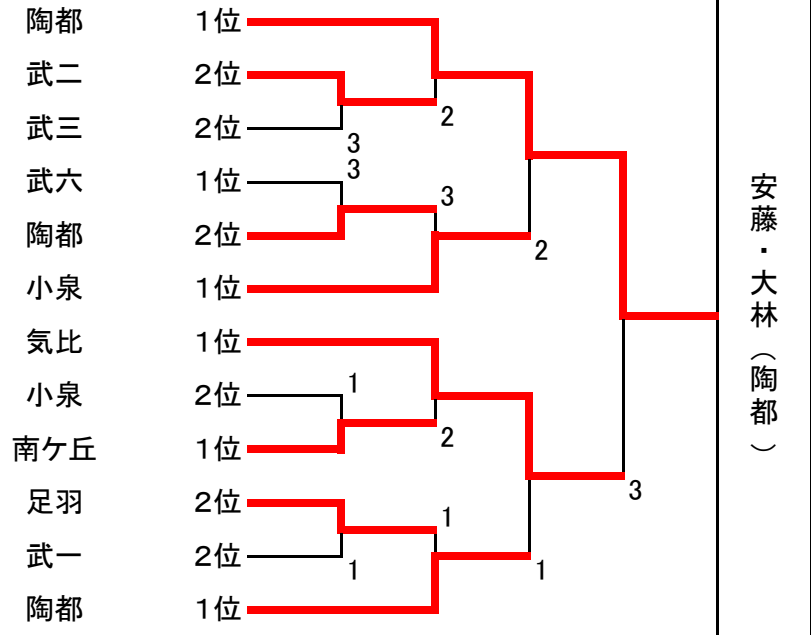 陶都 1位
武二 2位
2
武三 2位
3
3
武六 1位
3
陶都 2位
2
小泉 1位
気比 1位
1
小泉 2位
2
南ケ丘 1位
3
足羽 2位
1
武一 2位
1
1
陶都 1位
安藤・大林(陶都)